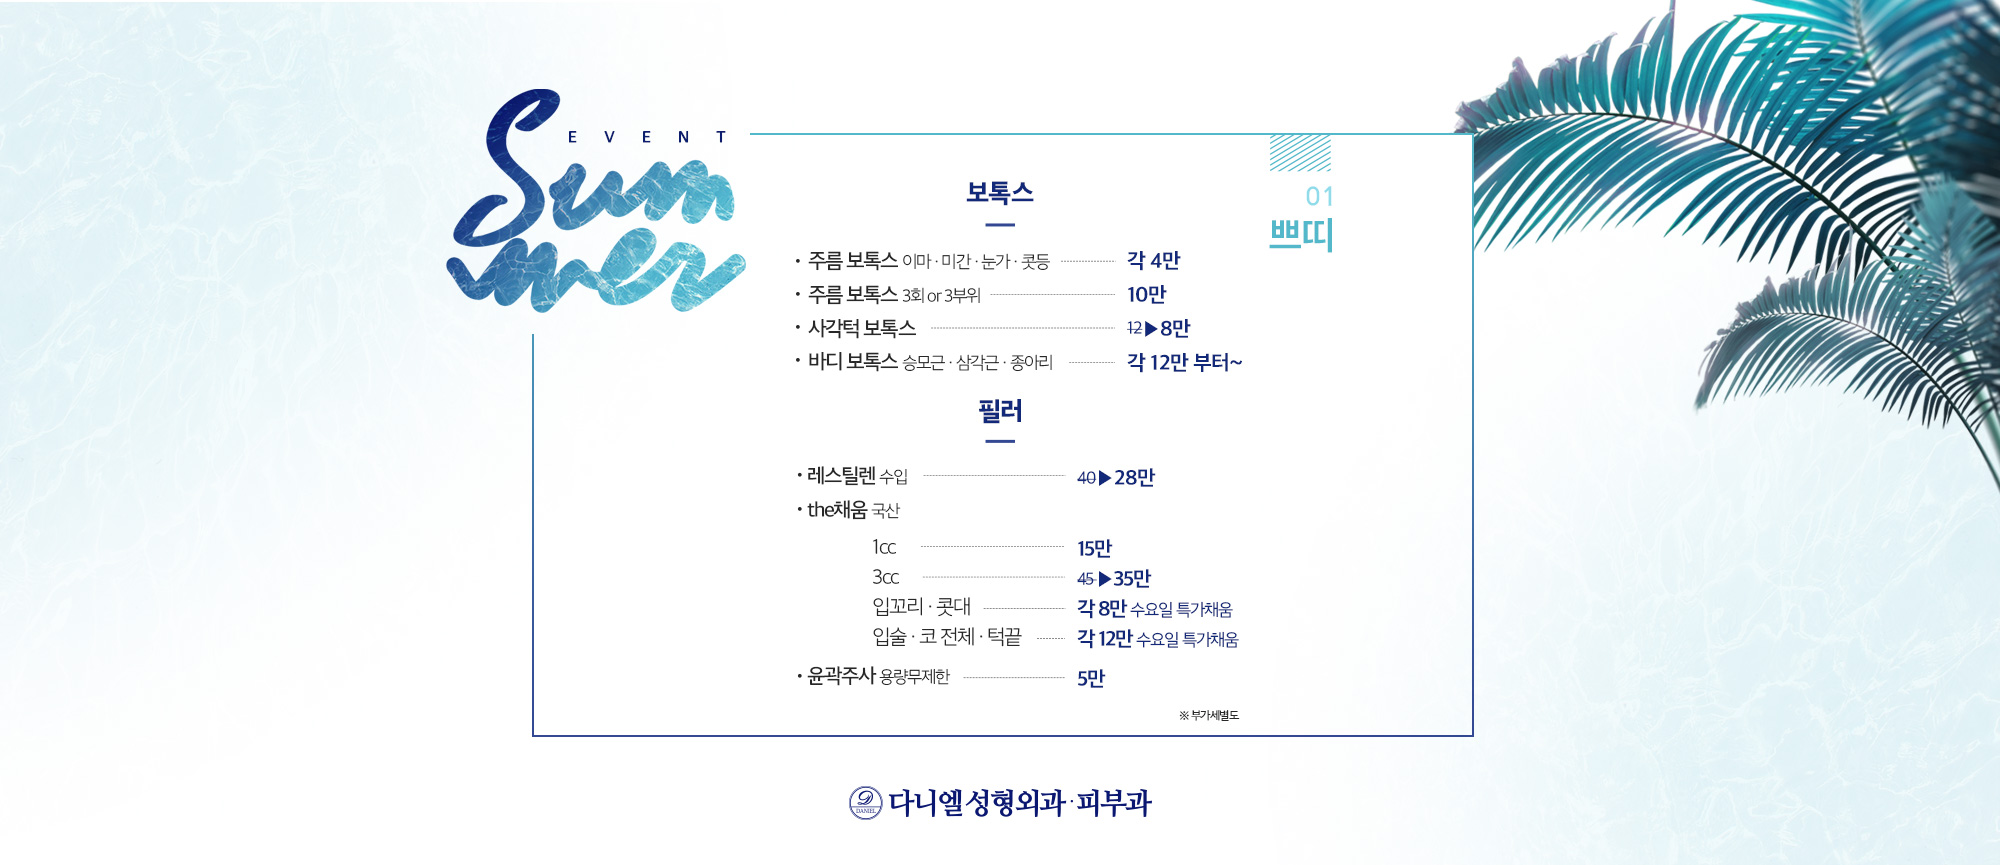 EVENT
Summer
01
쁘띠
보톡스
• 주름 보톡스 이마 · 미간 · 눈가 · 콧등 각 4만
• 주름 보톡스 3회 or 3부위 10만
• 사각턱 보톡스 12▶8만
• 바디 보톡스 승모근 · 삼각근 · 종아리 각 12만 부터~
필러
• 레스틸렌 수입 40▶28만
• the채움 국산
1cc 15만
3cc 45▶35만
입꼬리 · 콧대 각 8만 수요일 특가채움
입술 · 코 전체 · 턱끝 각 12만 수요일 특가채움
• 윤곽주사 용량무제한 5만
※ 부가세별도
DANIEL 다니엘성형외과·피부과